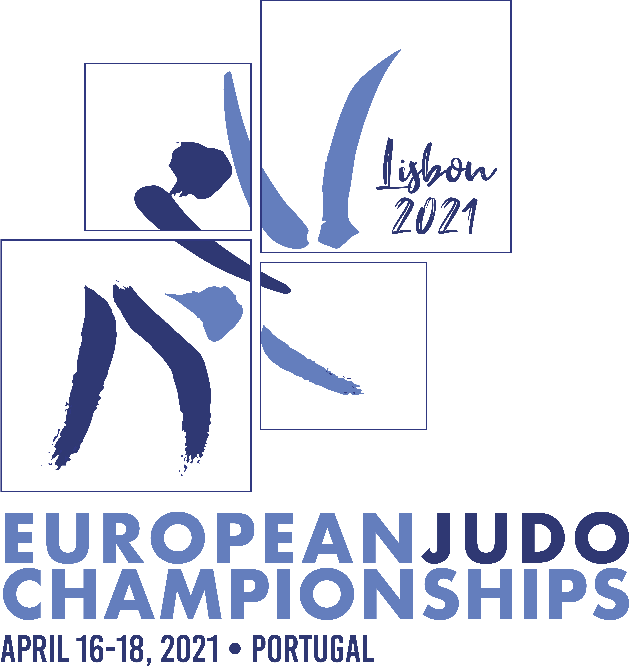 Lisbon
2021
EUROPEANJUDO
CHAMPIONSHIPS
APRIL 16-18, 2021 • PORTUGAL